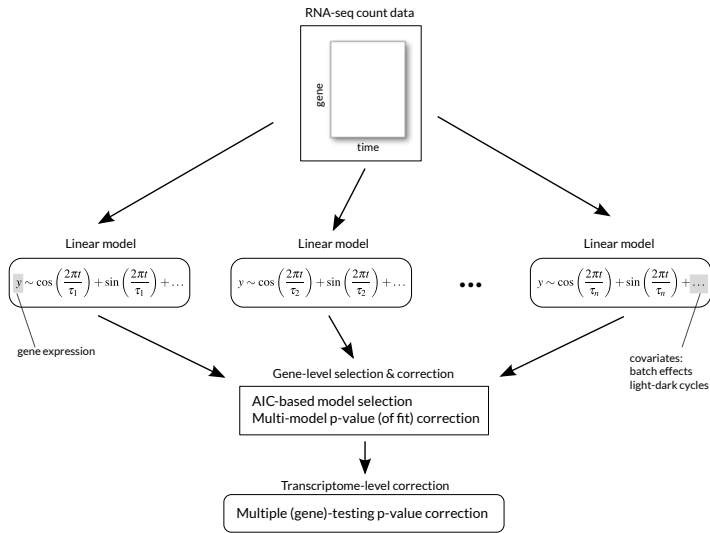 RNA-seq count data
gene
time
Linear model
y ∼ cos (2πt/τ₁) + sin (2πt/τ₁) + …
gene expression
Linear model
y ∼ cos (2πt/τ₂) + sin (2πt/τ₂) + …
•••
Linear model
y ∼ cos (2πt/τₙ) + sin (2πt/τₙ) + …
covariates:
batch effects
light-dark cycles
Gene-level selection & correction
AIC-based model selection
Multi-model p-value (of fit) correction
Transcriptome-level correction
Multiple (gene)-testing p-value correction